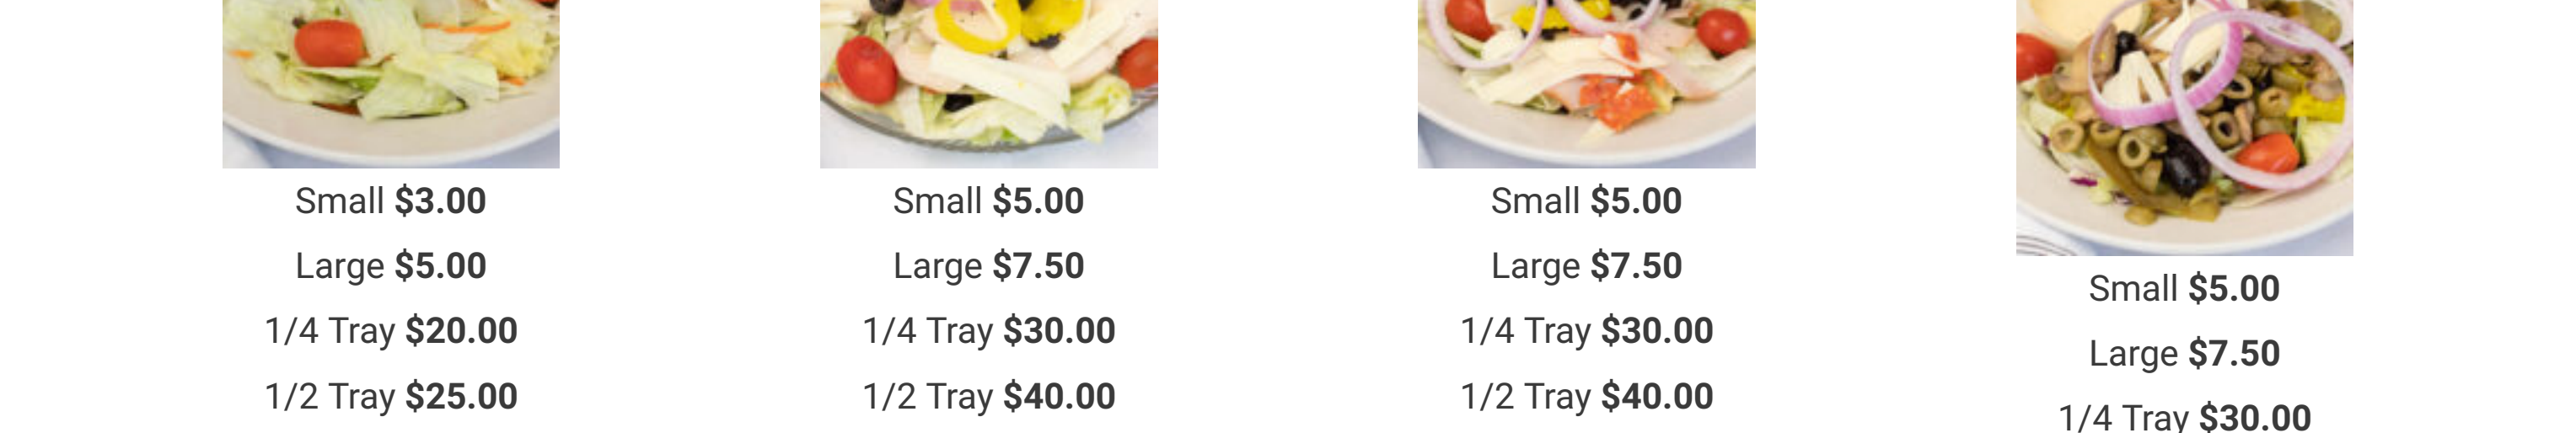 Small $3.00
Large $5.00
1/4 Tray $20.00
1/2 Tray $25.00
Small $5.00
Large $7.50
1/4 Tray $30.00
1/2 Tray $40.00
Small $5.00
Large $7.50
1/4 Tray $30.00
1/2 Tray $40.00
Small $5.00
Large $7.50
1/4 Tray $30.00